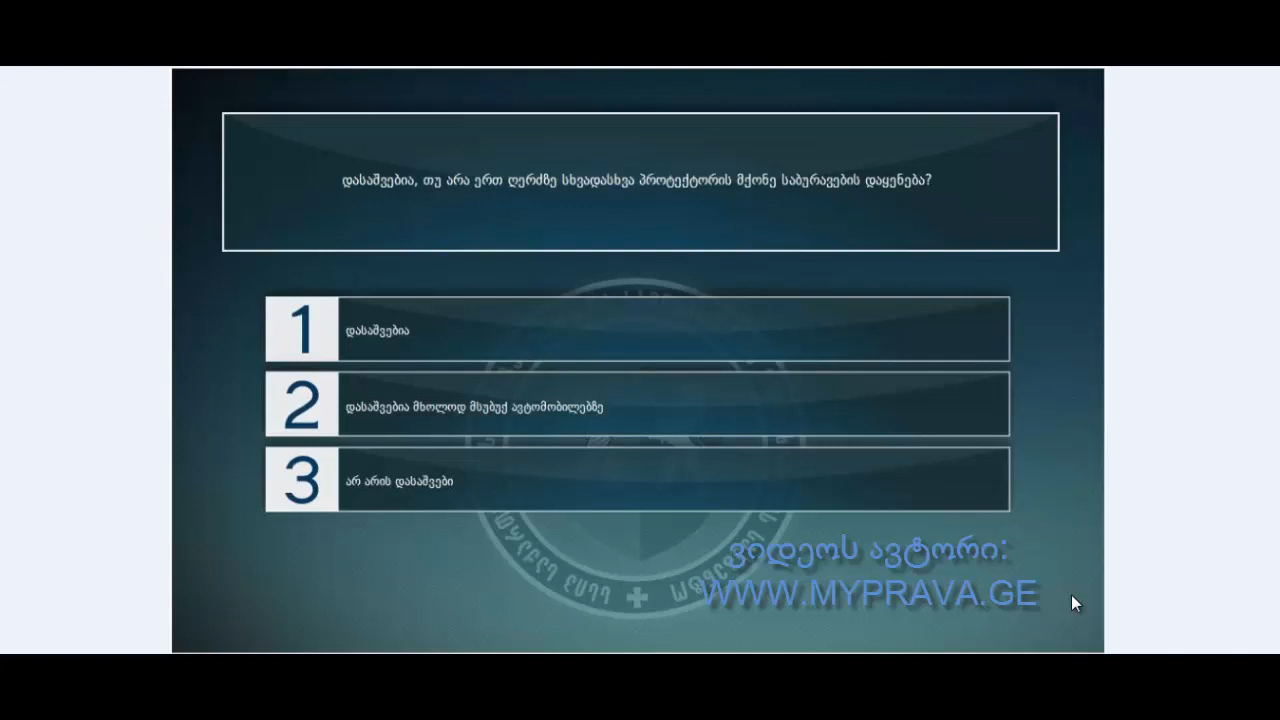 დასაშვებია, თუ არა ერთ ღერძზე სხვადასხვა პროტექტორის მქონე საბურავების დაყენება?
1 დასაშვებია
2 დასაშვებია მხოლოდ მსუბუქ ავტომობილებზე
3 არ არის დასაშვები
ვიდეოს ავტორი:
WWW.MYPRAVA.GE